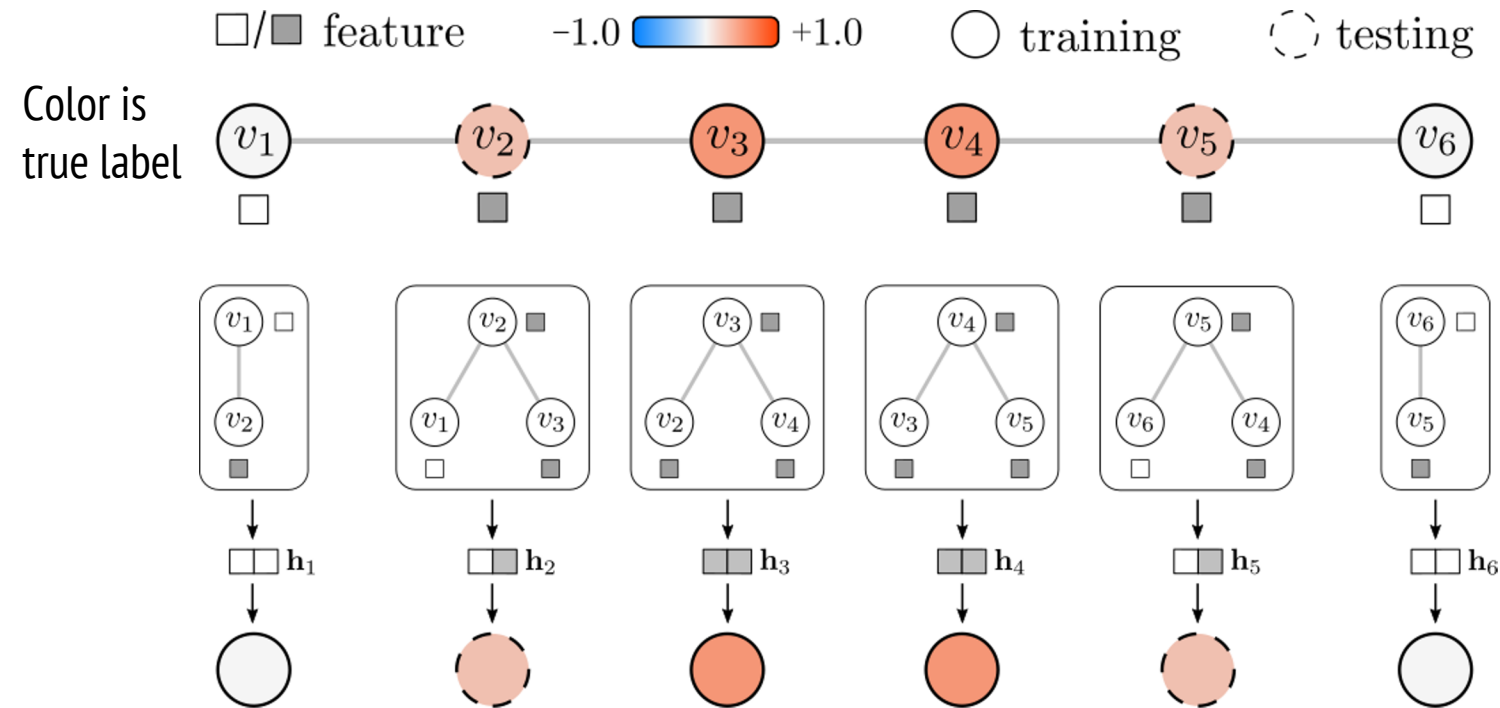 □/■ feature −1.0 +1.0 training testing
Color is
true label
v₁ v₂ v₃ v₄ v₅ v₆
v₁ v₂ v₃ v₄ v₅ v₆
v₂ v₁ v₃ v₂ v₄ v₃ v₅ v₆ v₄ v₅
h₁ h₂ h₃ h₄ h₅ h₆